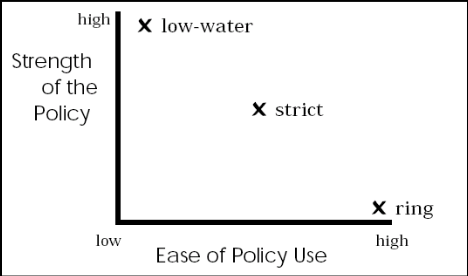 high
low-water
Strength
of the
Policy
strict
ring
low
high
Ease of Policy Use